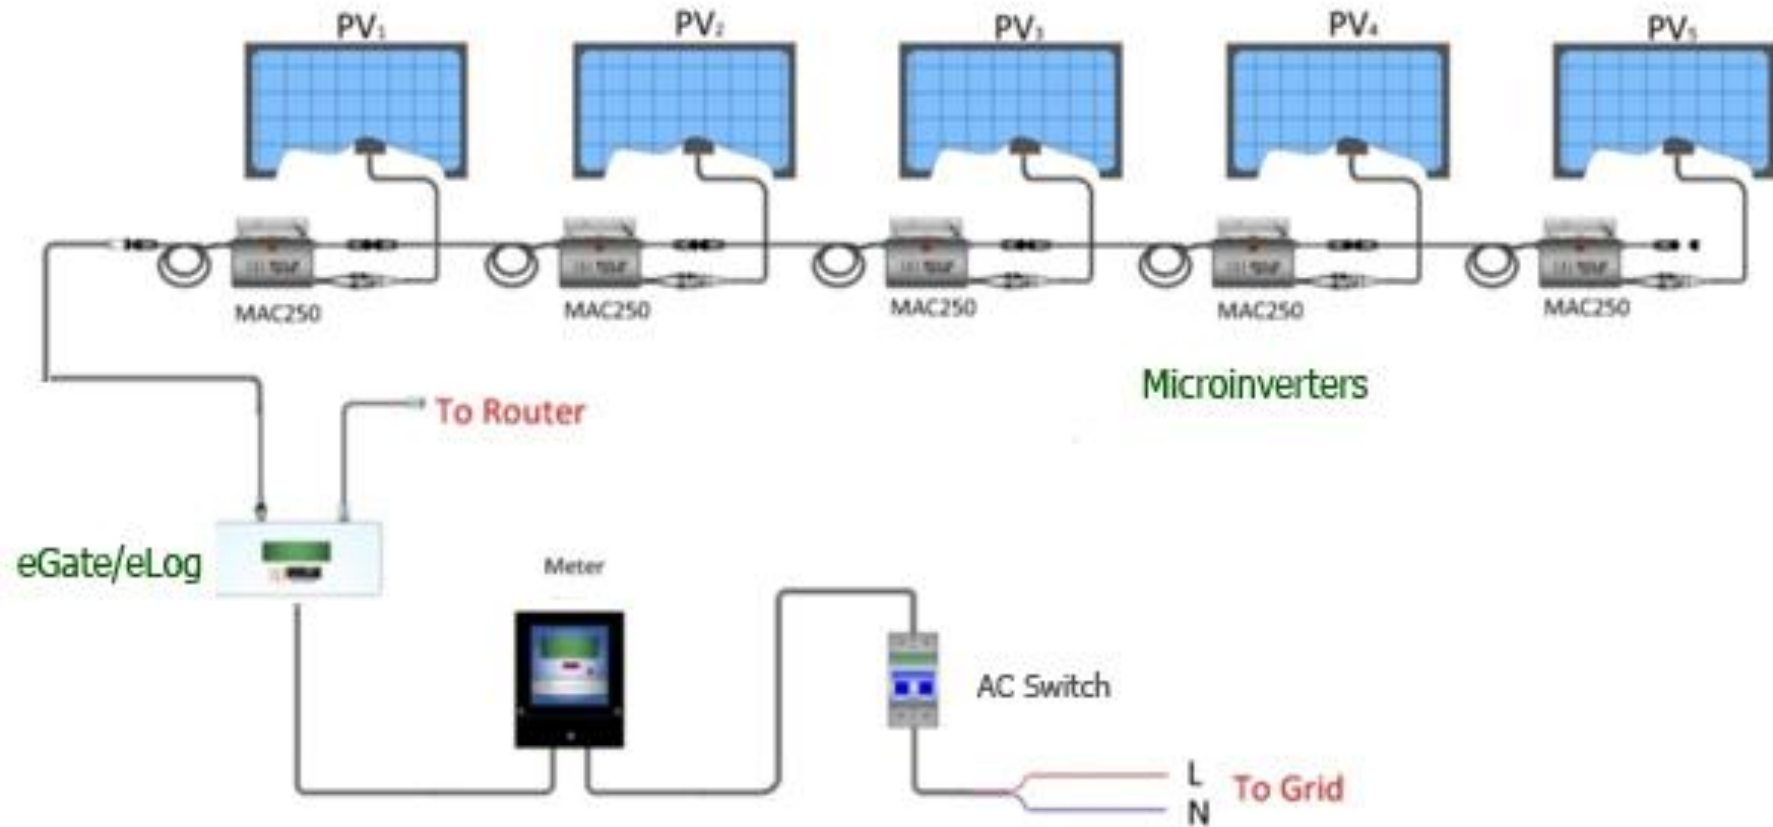 PV₁
PV₂
PV₃
PV₄
PV₅
MAC250
MAC250
MAC250
MAC250
MAC250
Microinverters
To Router
eGate/eLog
Meter
AC Switch
L
To Grid
N